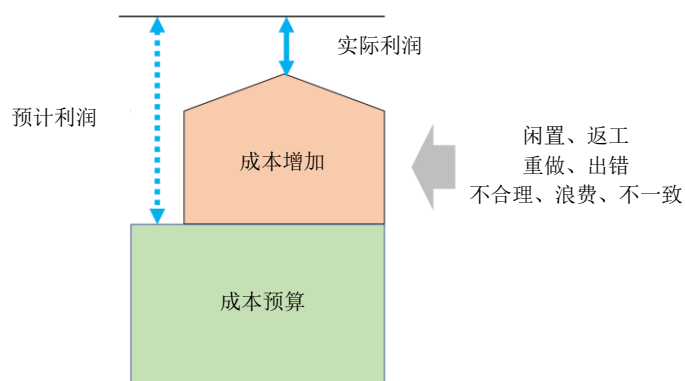 实际利润
预计利润
成本增加
闲置、返工
重做、出错
不合理、浪费、不一致
成本预算